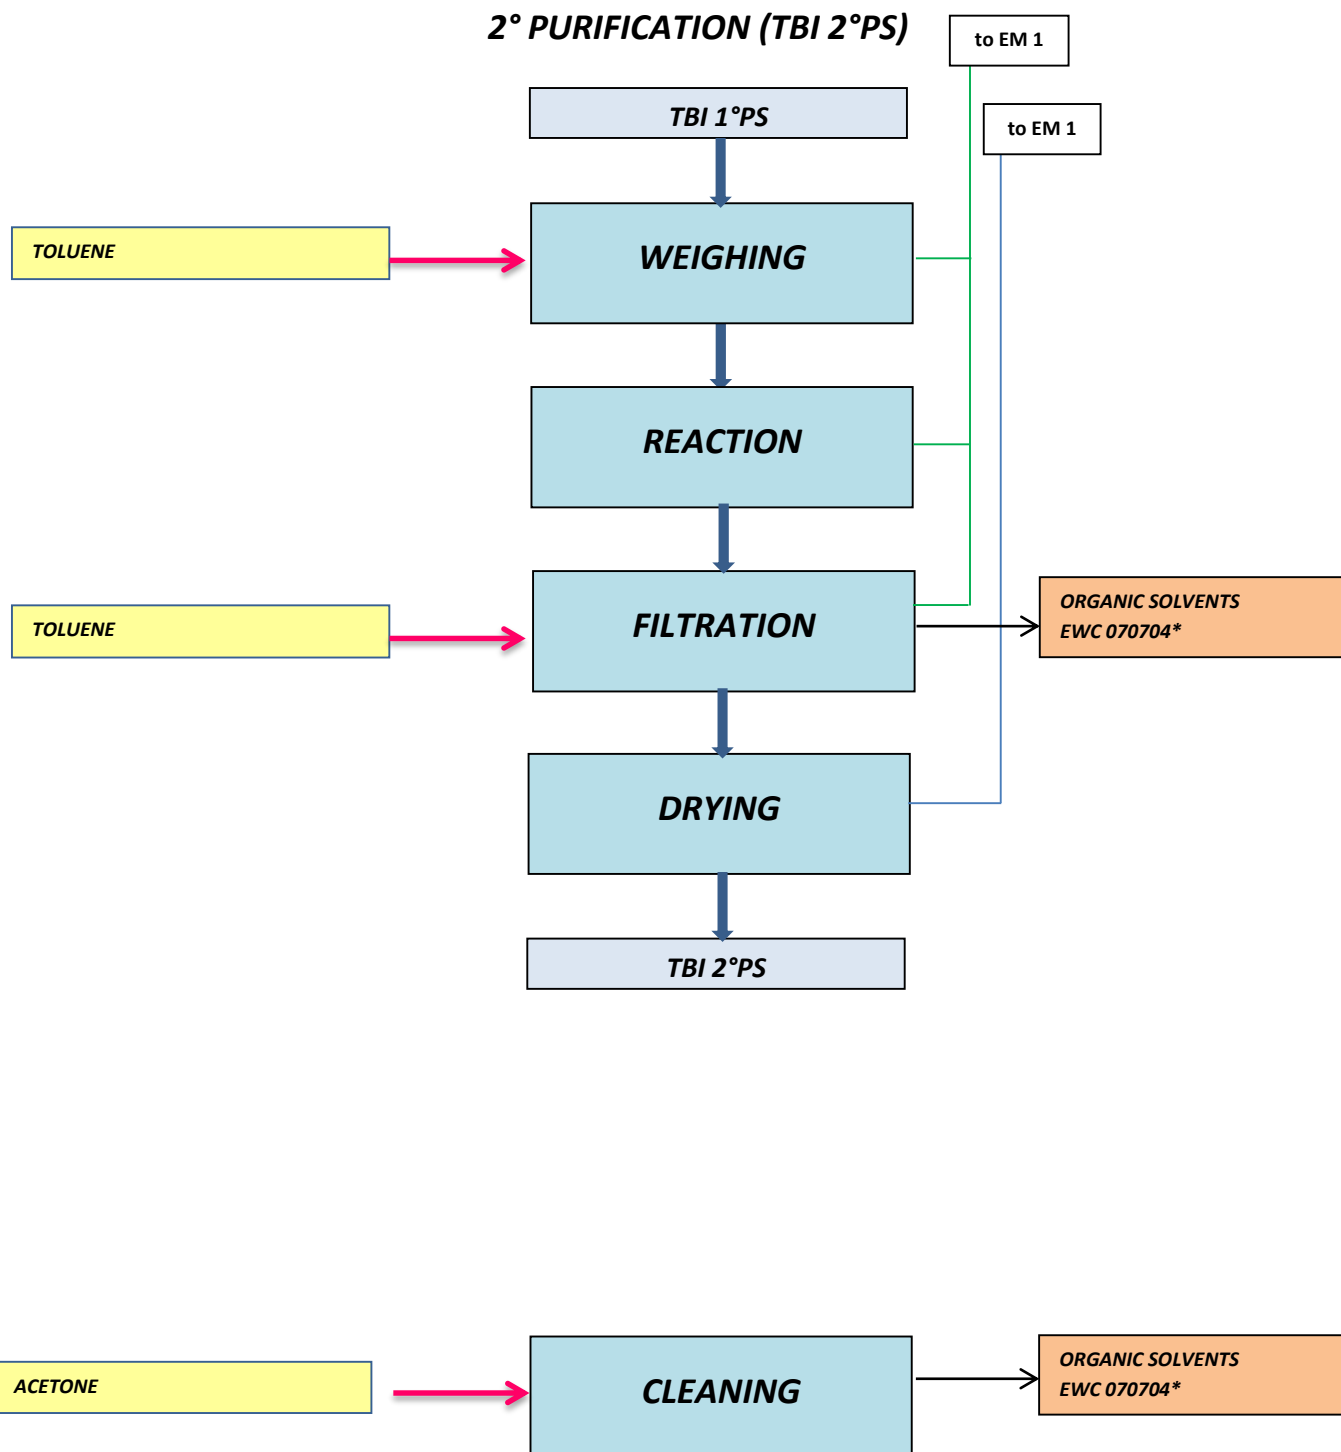 2° PURIFICATION (TBI 2°PS)
to EM 1
TBI 1°PS
to EM 1
TOLUENE
WEIGHING
REACTION
TOLUENE
FILTRATION
ORGANIC SOLVENTS
EWC 070704*
DRYING
TBI 2°PS
ACETONE
CLEANING
ORGANIC SOLVENTS
EWC 070704*